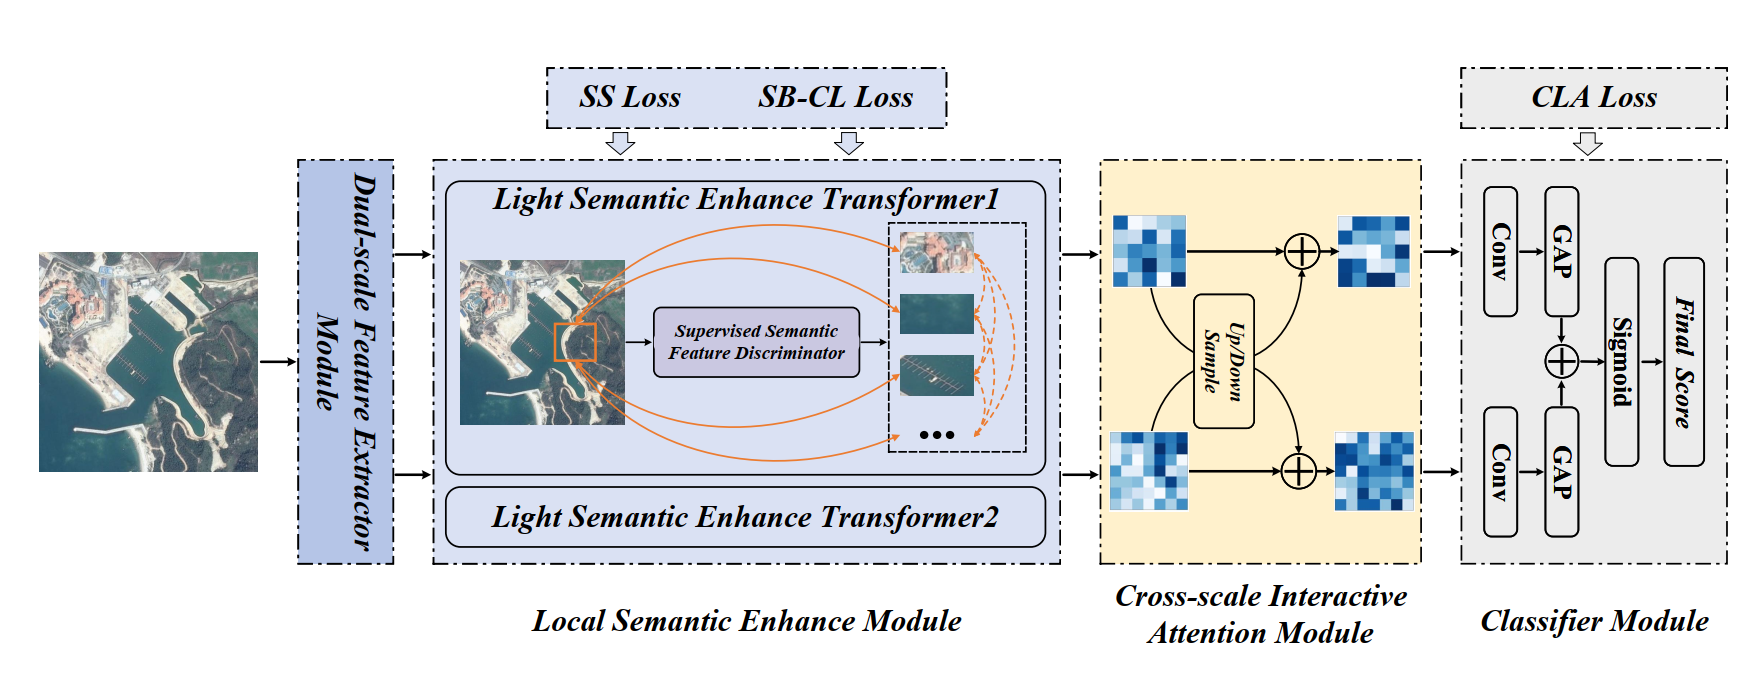 SS Loss
SB-CL Loss
CLA Loss
Dual-scale Feature Extractor
Module
Light Semantic Enhance Transformer1
Supervised Semantic
Feature Discriminator
Light Semantic Enhance Transformer2
Up/Down
Sample
Conv
GAP
Conv
GAP
Sigmoid
Final Score
Local Semantic Enhance Module
Cross-scale Interactive
Attention Module
Classifier Module